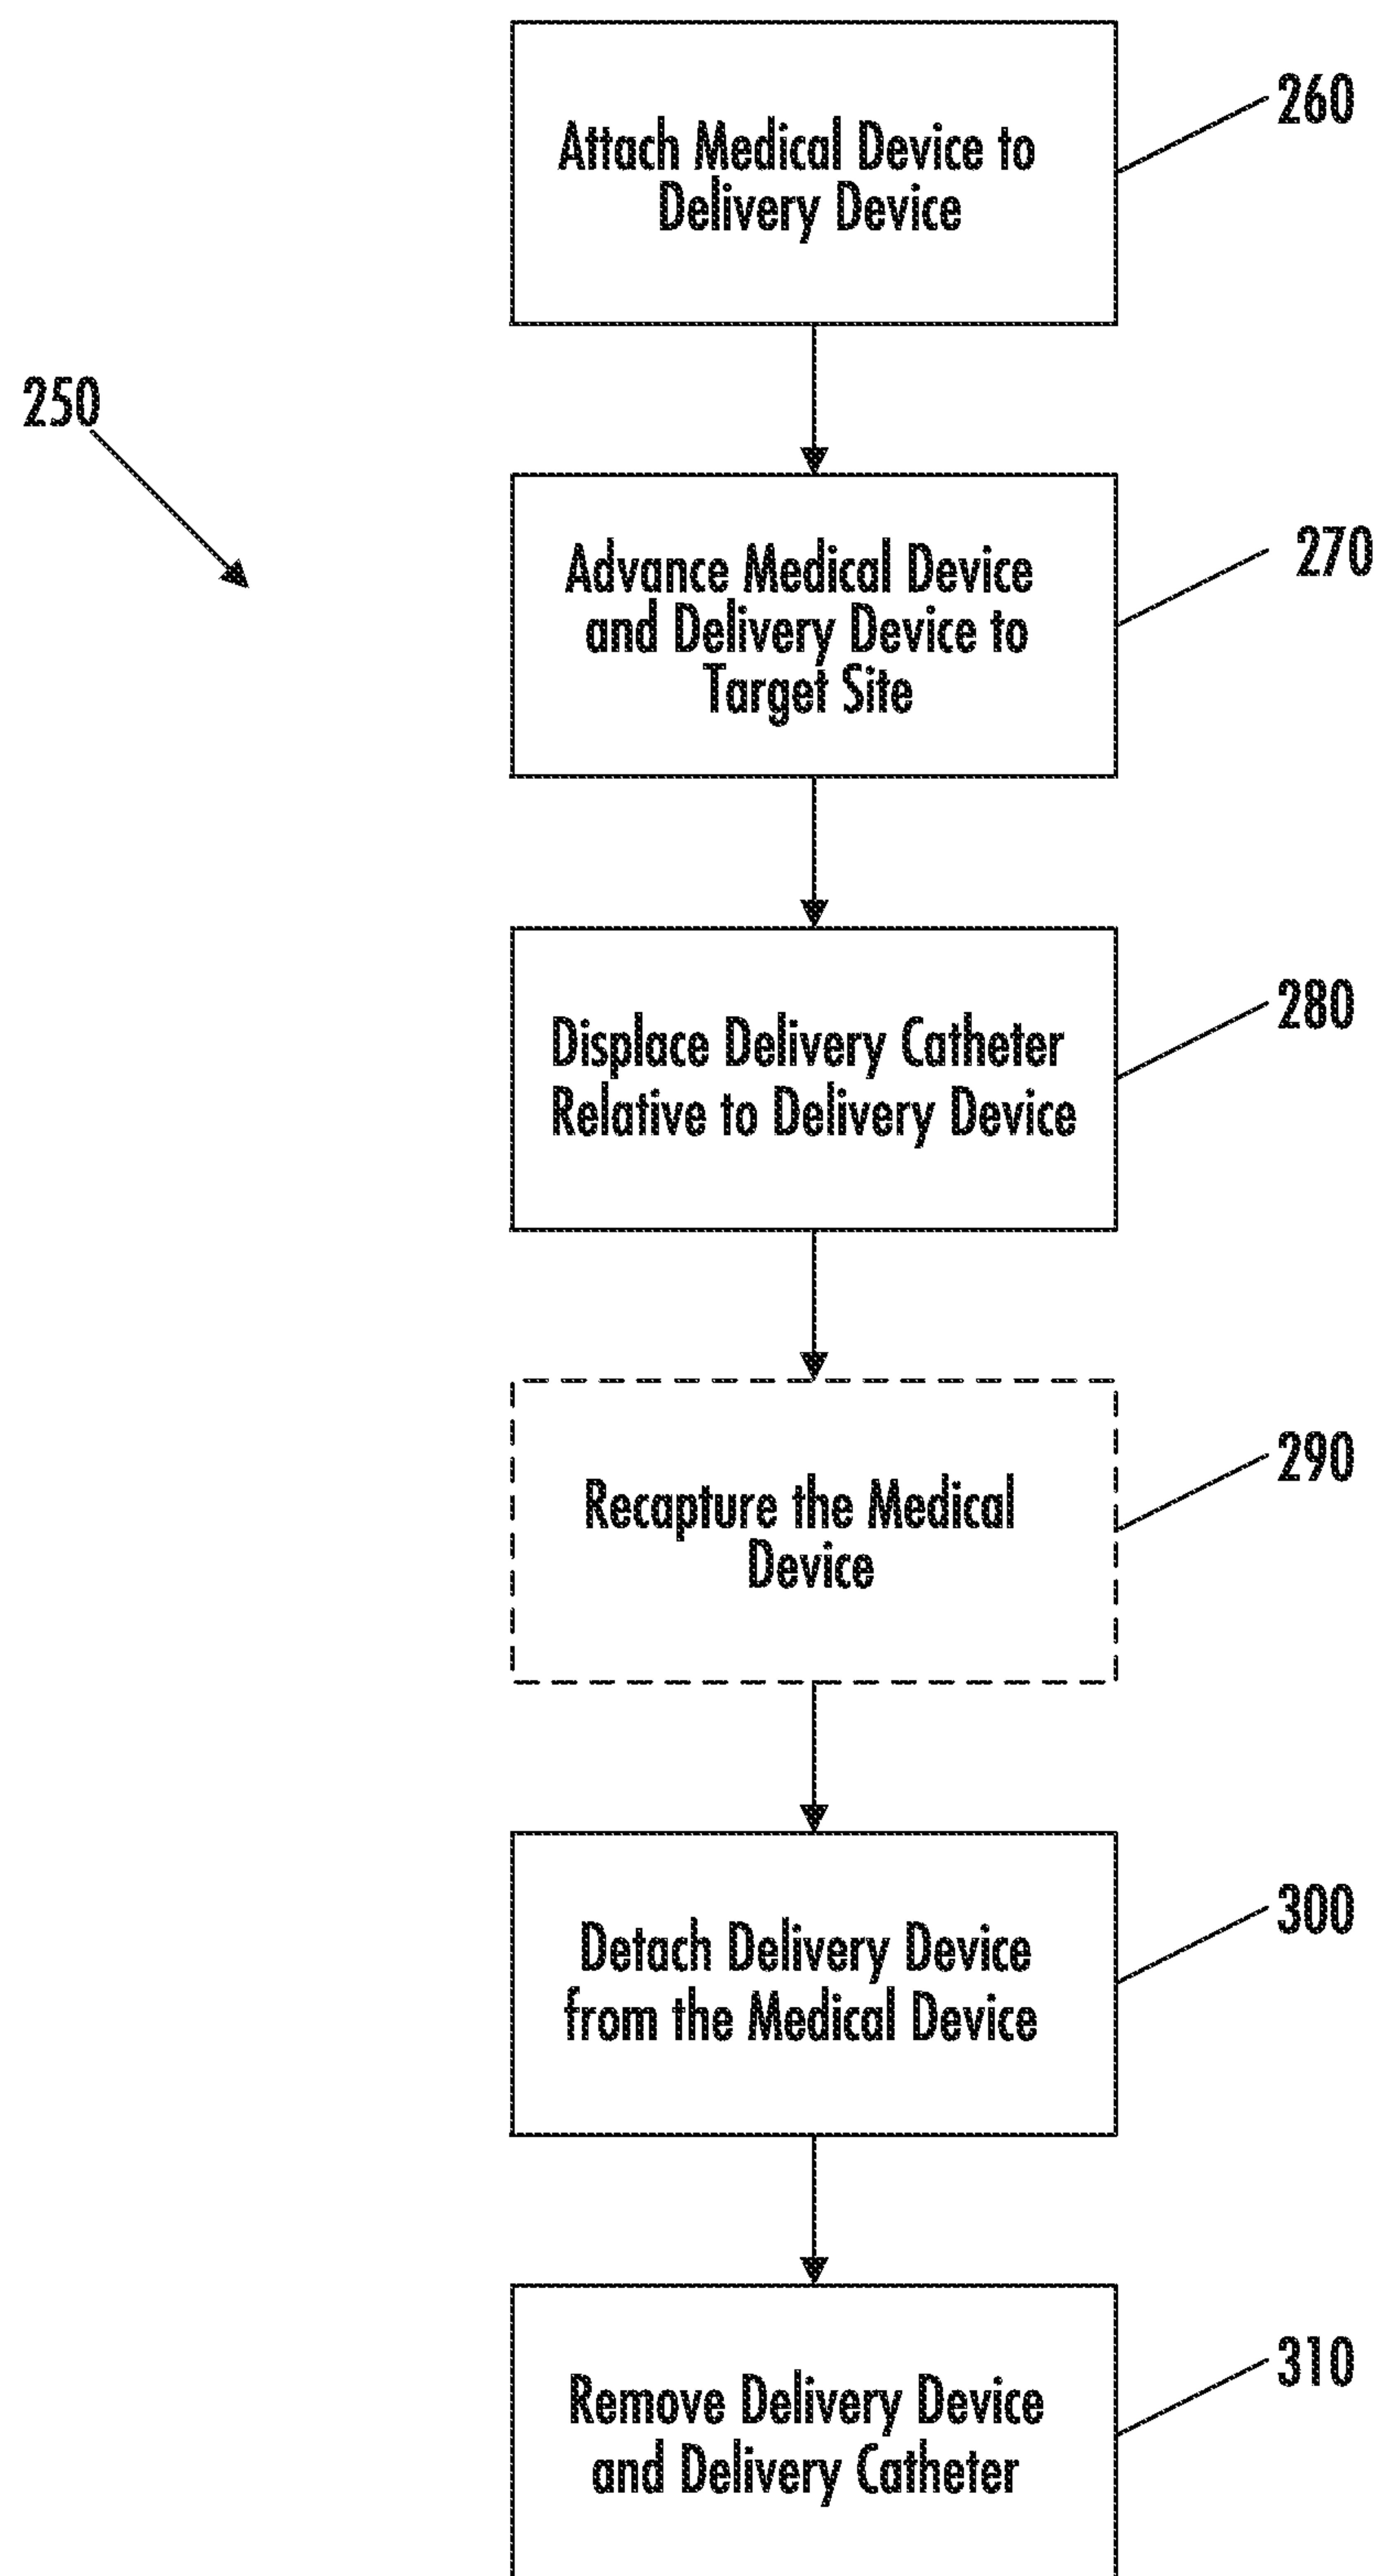 260
Attach Medical Device to
Delivery Device
250
270
Advance Medical Device
and Delivery Device to
Target Site
280
Displace Delivery Catheter
Relative to Delivery Device
290
Recapture the Medical
Device
300
Detach Delivery Device
from the Medical Device
310
Remove Delivery Device
and Delivery Catheter